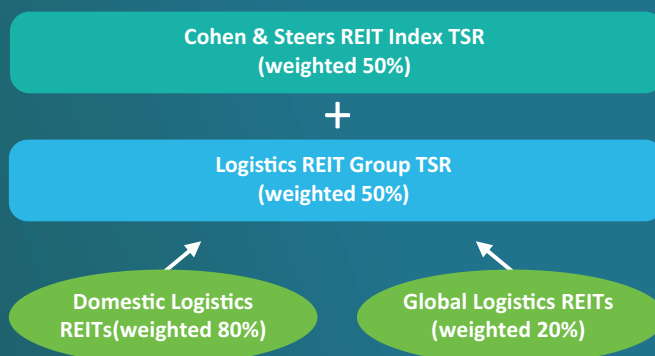 Cohen & Steers REIT Index TSR
(weighted 50%)
+
Logistics REIT Group TSR
(weighted 50%)
Domestic Logistics
REITs(weighted 80%)
Global Logistics REITs
(weighted 20%)